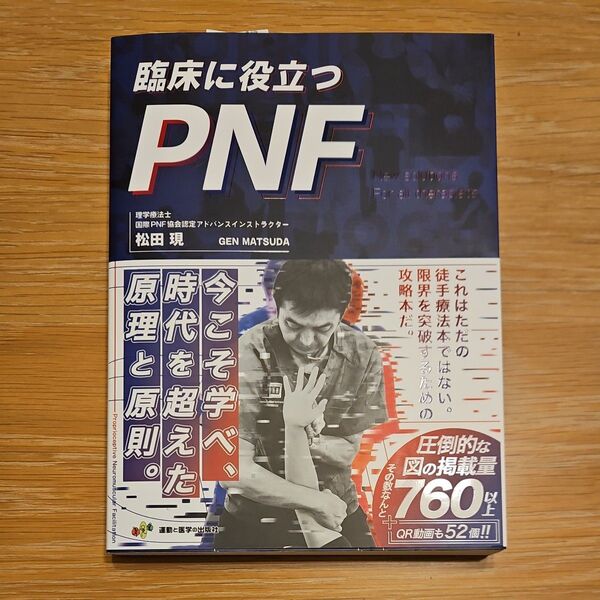 臨床に役立つ
PNF
New solutions
For all therapists
理学療法士
国際PNF協会認定アドバンスインストラクター
松田 現 GEN MATSUDA
これはただの
徒手療法本ではない。
限界を突破するための
攻略本だ。
今こそ学べ、
時代を超えた
原理と原則。
Proprioceptive Neuromuscular Facilitation
圧倒的な
図の掲載量
その数なんと
760以上
+
QR動画も52個!!
運動と医学の出版社